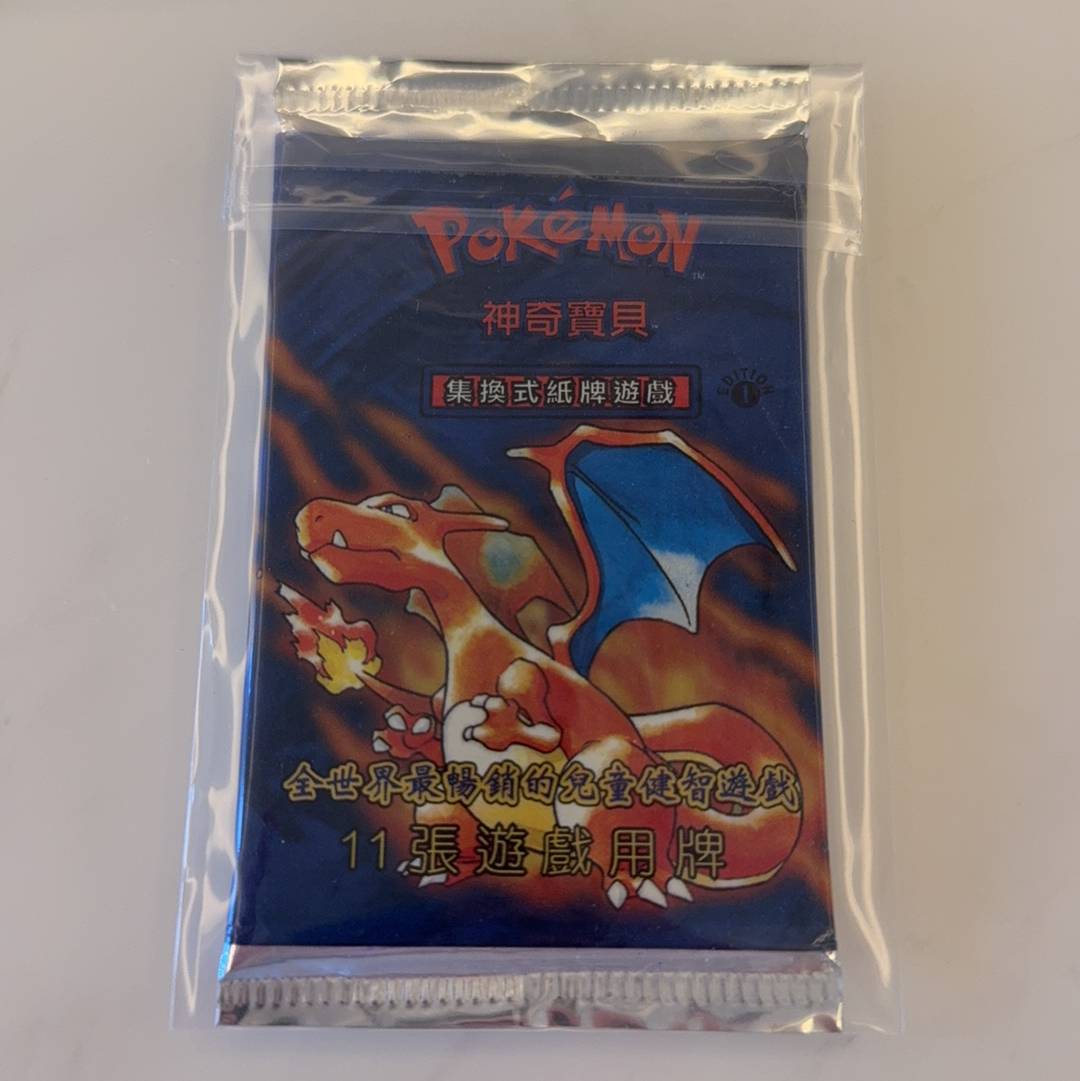 POKéMON
TM
神奇寶貝
集換式紙牌遊戲
EDITION
1
全世界最暢銷的兒童健智遊戲
11張遊戲用牌